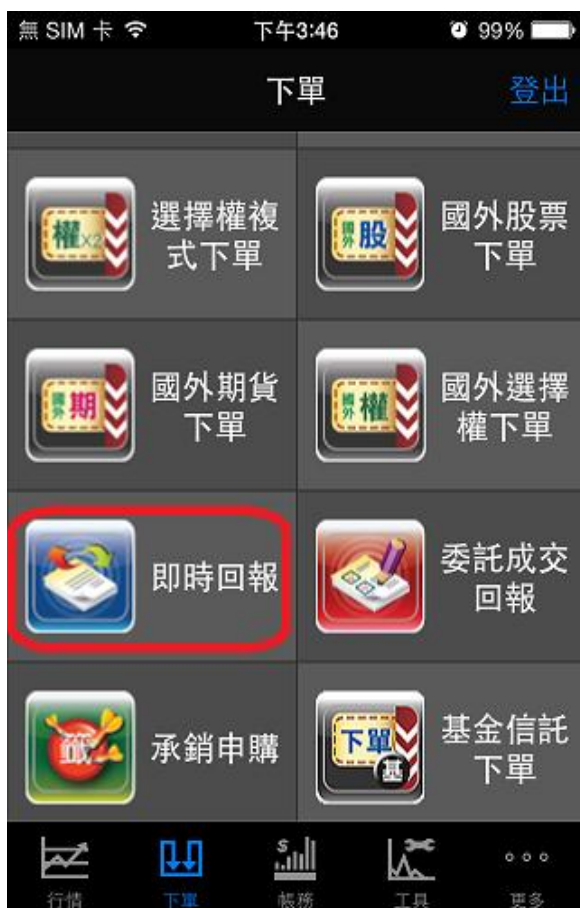 無 SIM 卡 下午3:46 99%
下單 登出
權X2 選擇權複
式下單
國外 股 國外股票
下單
國外 期 國外期貨
下單
國外 權 國外選擇
權下單
即時回報
委託成交
回報
籤 承銷申購
下單 基 基金信託
下單
$
行情 下單 帳務 工具 更多